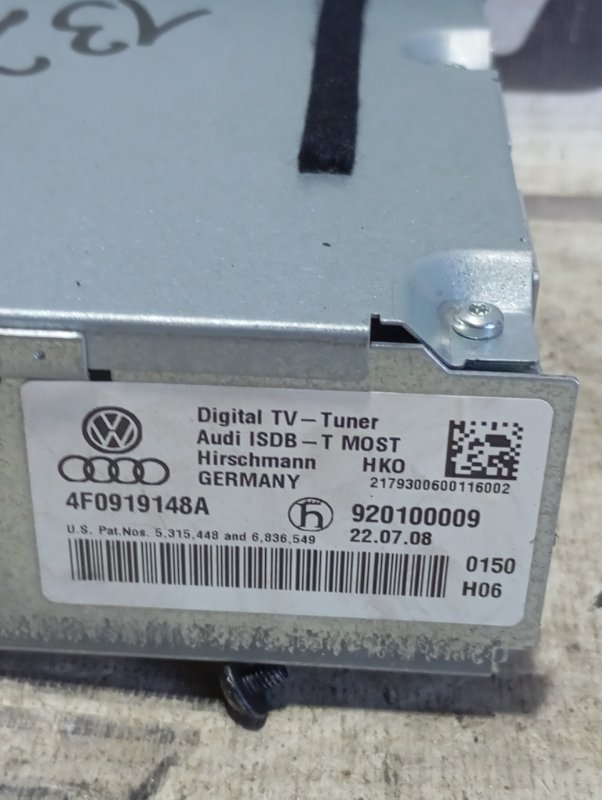 137
Digital TV-Tuner
Audi ISDB-T MOST
Hirschmann HKO
GERMANY
2179300600116002
4F0919148A
h 920100009
U.S. Pat.Nos. 5,315,448 and 6,836,549
22.07.08
0150
H06